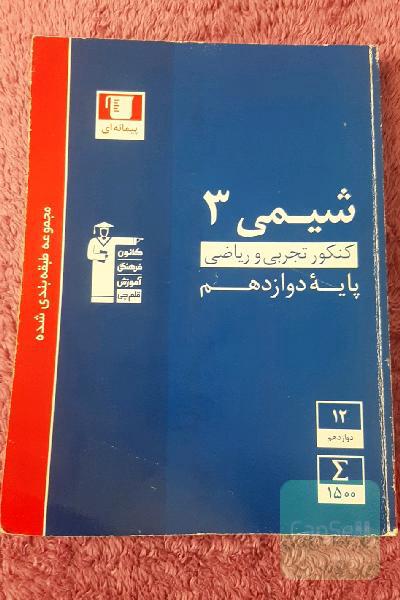 پیمانه‌ای
شیمی ۳
کنکور تجربی و ریاضی
پایهٔ دوازدهم
کانون
فرهنگی
آموزش
قلم‌چی
مجموعه طبقه‌بندی شده
۱۲
دوازدهم
Σ
۱۵۰۰